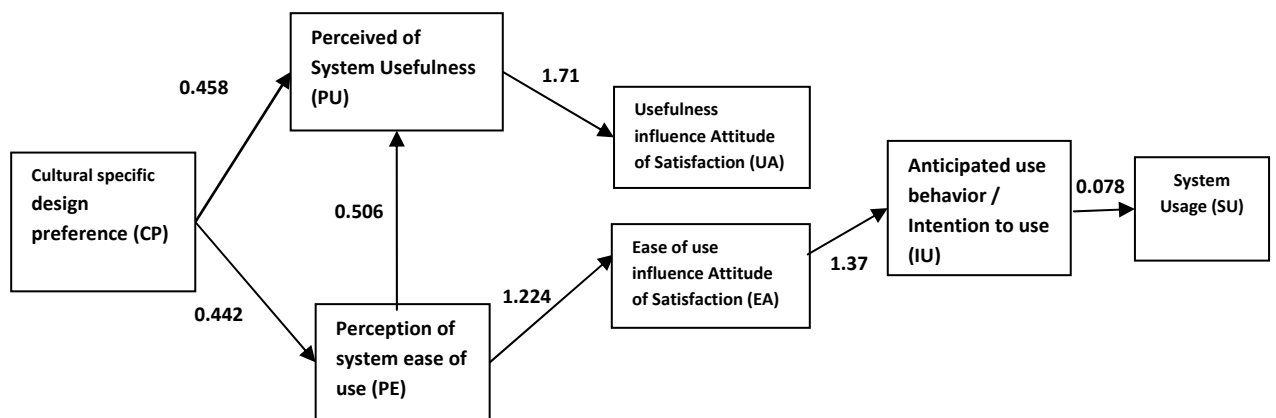 Perceived of
System Usefulness
(PU)
0.458
1.71
Usefulness
influence Attitude
of Satisfaction (UA)
Cultural specific
design
preference (CP)
0.506
Anticipated use
behavior /
Intention to use
(IU)
0.078
System
Usage (SU)
Ease of use
influence Attitude
of Satisfaction (EA)
1.37
0.442
1.224
Perception of
system ease of
use (PE)